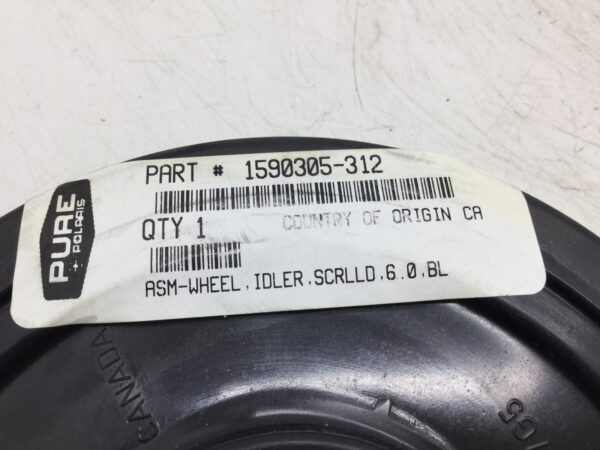 PURE
POLARIS
PART # 1590305-312
QTY 1 COUNTRY OF ORIGIN CA
ASM-WHEEL,IDLER,SCRLLD,6.0,BL
CANADA
/G5